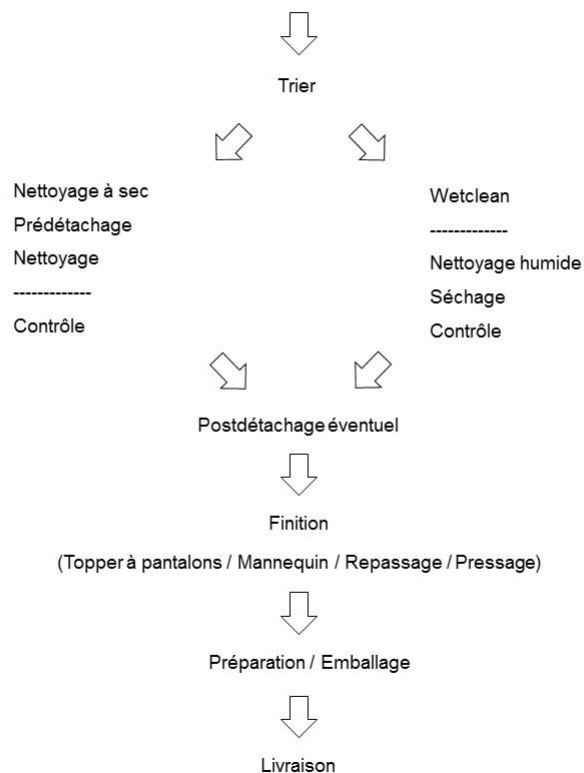 Trier
Nettoyage à sec
Prédétachage
Nettoyage
-------------
Contrôle
Wetclean
-------------
Nettoyage humide
Séchage
Contrôle
Postdétachage éventuel
Finition
(Topper à pantalons / Mannequin / Repassage / Pressage)
Préparation / Emballage
Livraison